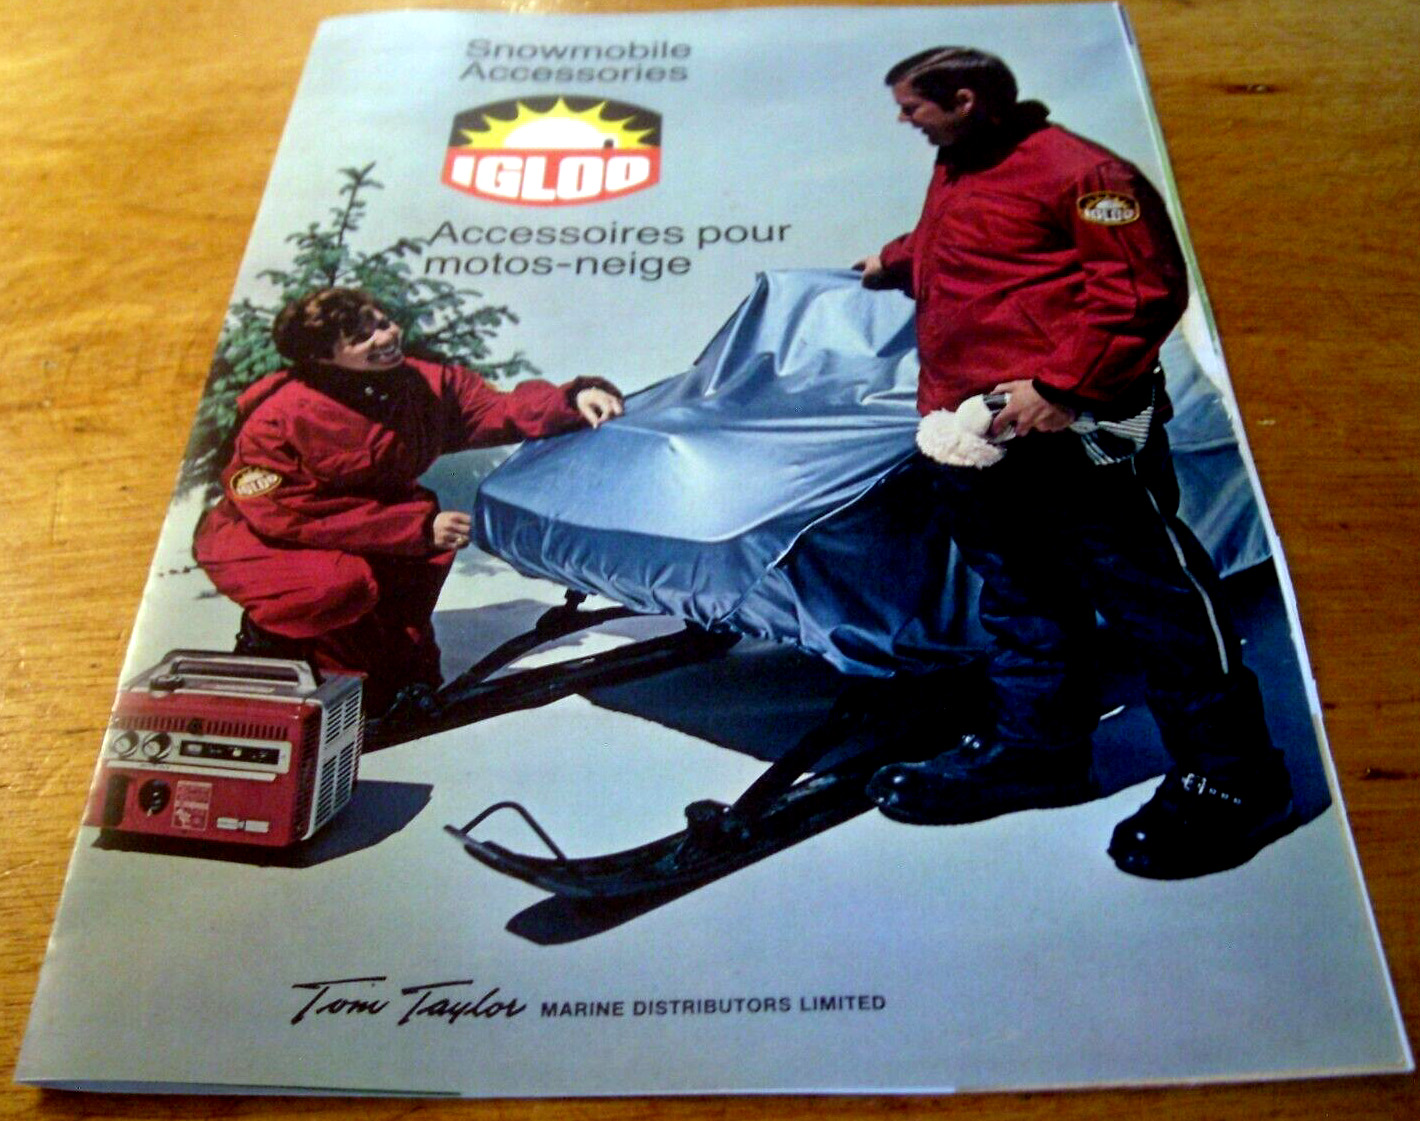 Snowmobile
Accessories
IGLOO
Accessoires pour
motos-neige
IGLOO
IGLOO
Tom Taylor MARINE DISTRIBUTORS LIMITED